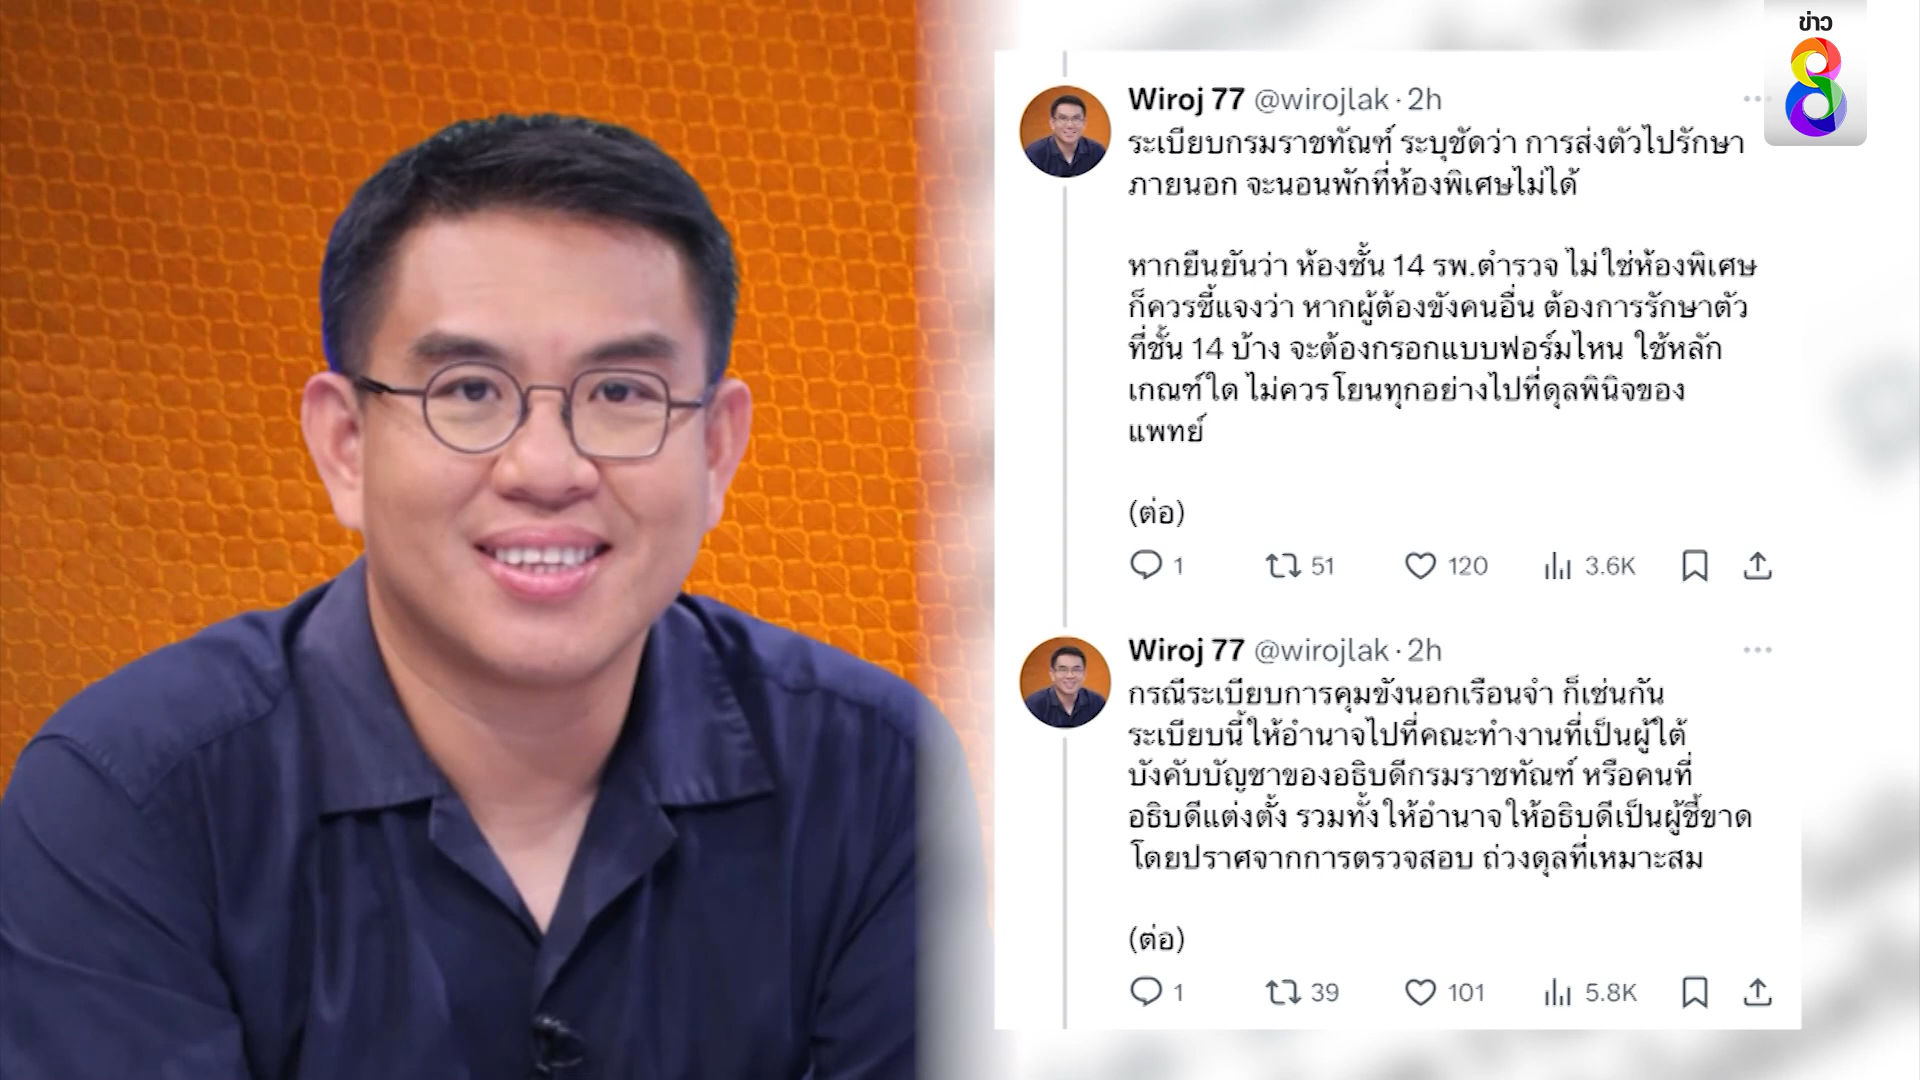 ข่าว
8
Wiroj 77 @wirojlak · 2h
ระเบียบกรมราชทัณฑ์ ระบุชัดว่า การส่งตัวไปรักษา
ภายนอก จะนอนพักที่ห้องพิเศษไม่ได้
หากยืนยันว่า ห้องชั้น 14 รพ.ตำรวจ ไม่ใช่ห้องพิเศษ
ก็ควรชี้แจงว่า หากผู้ต้องขังคนอื่น ต้องการรักษาตัว
ที่ชั้น 14 บ้าง จะต้องกรอกแบบฟอร์มไหน ใช้หลัก
เกณฑ์ใด ไม่ควรโยนทุกอย่างไปที่ดุลพินิจของ
แพทย์
(ต่อ)
1 51 120 3.6K
Wiroj 77 @wirojlak · 2h
กรณีระเบียบการคุมขังนอกเรือนจำ ก็เช่นกัน
ระเบียบนี้ให้อำนาจไปที่คณะทำงานที่เป็นผู้ใต้
บังคับบัญชาของอธิบดีกรมราชทัณฑ์ หรือคนที่
อธิบดีแต่งตั้ง รวมทั้งให้อำนาจให้อธิบดีเป็นผู้ชี้ขาด
โดยปราศจากการตรวจสอบ ถ่วงดุลที่เหมาะสม
(ต่อ)
1 39 101 5.8K